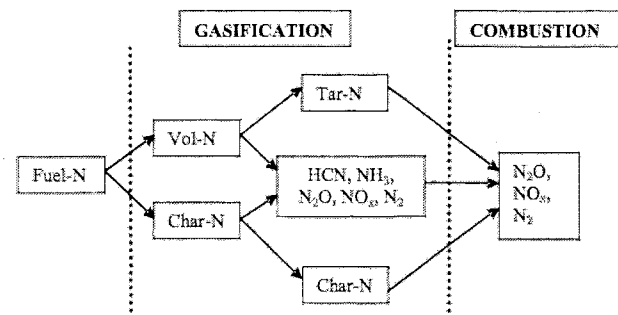 GASIFICATION
COMBUSTION
Tar-N
Vol-N
Fuel-N
HCN, NH₃,
N₂O, NOₓ, N₂
Char-N
Char-N
N₂O,
NOₓ,
N₂